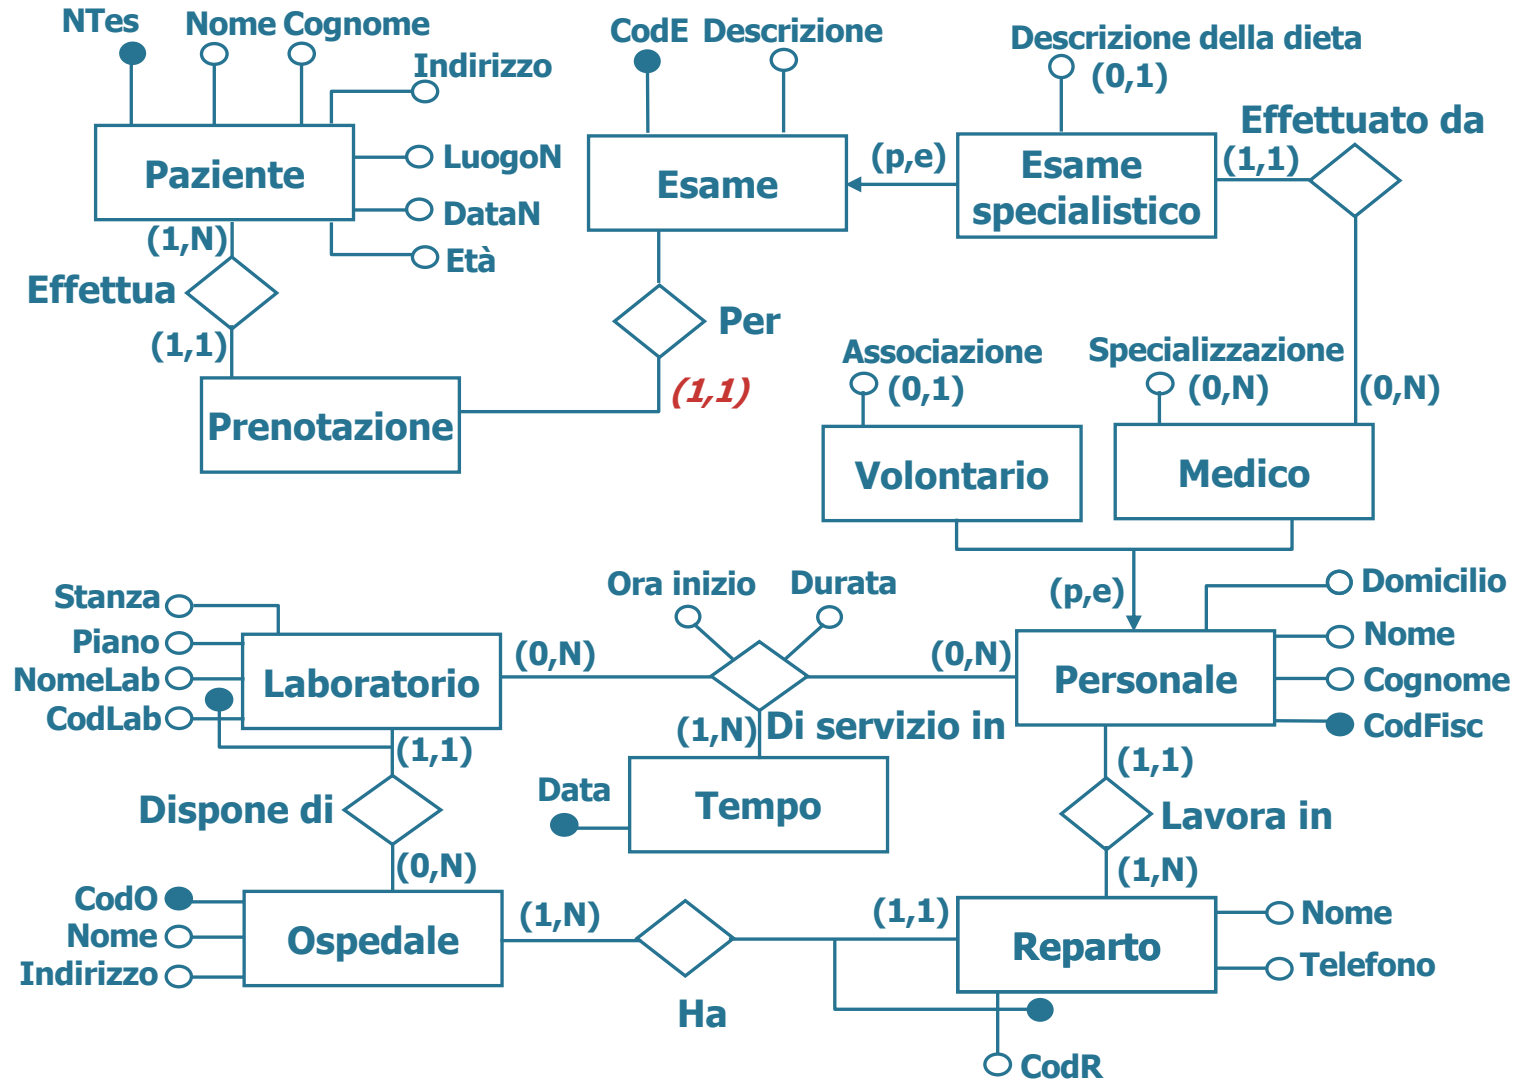 NTes
Nome Cognome
Indirizzo
Paziente
LuogoN
DataN
Età
(1,N)
Effettua
(1,1)
Prenotazione
CodE Descrizione
Esame
(p,e)
Per
(1,1)
Descrizione della dieta
(0,1)
Esame
specialistico
Effettuato da
(1,1)
(0,N)
Associazione
(0,1)
Volontario
Specializzazione
(0,N)
Medico
(p,e)
Domicilio
Nome
Cognome
CodFisc
Personale
Stanza
Piano
NomeLab
CodLab
Laboratorio
(0,N)
Ora inizio
Durata
(0,N)
Di servizio in
(1,N)
Data
Tempo
(1,1)
Dispone di
(0,N)
(1,1)
Lavora in
(1,N)
CodO
Nome
Indirizzo
Ospedale
(1,N)
Ha
(1,1)
Reparto
Nome
Telefono
CodR